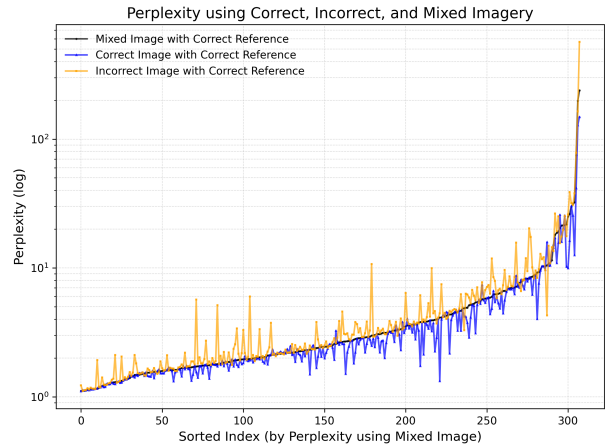 Perplexity using Correct, Incorrect, and Mixed Imagery
Mixed Image with Correct Reference
Correct Image with Correct Reference
Incorrect Image with Correct Reference
Perplexity (log)
10²
10¹
10⁰
0 50 100 150 200 250 300
Sorted Index (by Perplexity using Mixed Image)